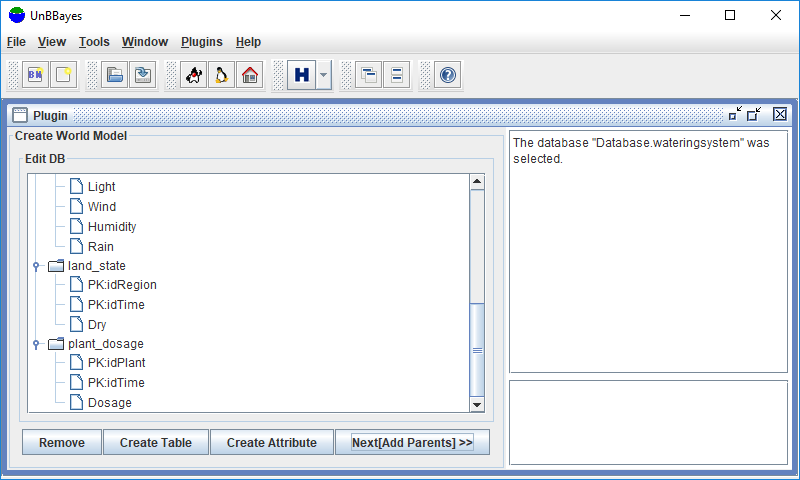 UnBBayes
File View Tools Window Plugins Help
BN
H
?
Plugin
Create World Model
Edit DB
Light
Wind
Humidity
Rain
land_state
PK:idRegion
PK:idTime
Dry
plant_dosage
PK:idPlant
PK:idTime
Dosage
Remove Create Table Create Attribute Next[Add Parents] >>
The database "Database.wateringsystem" was
selected.